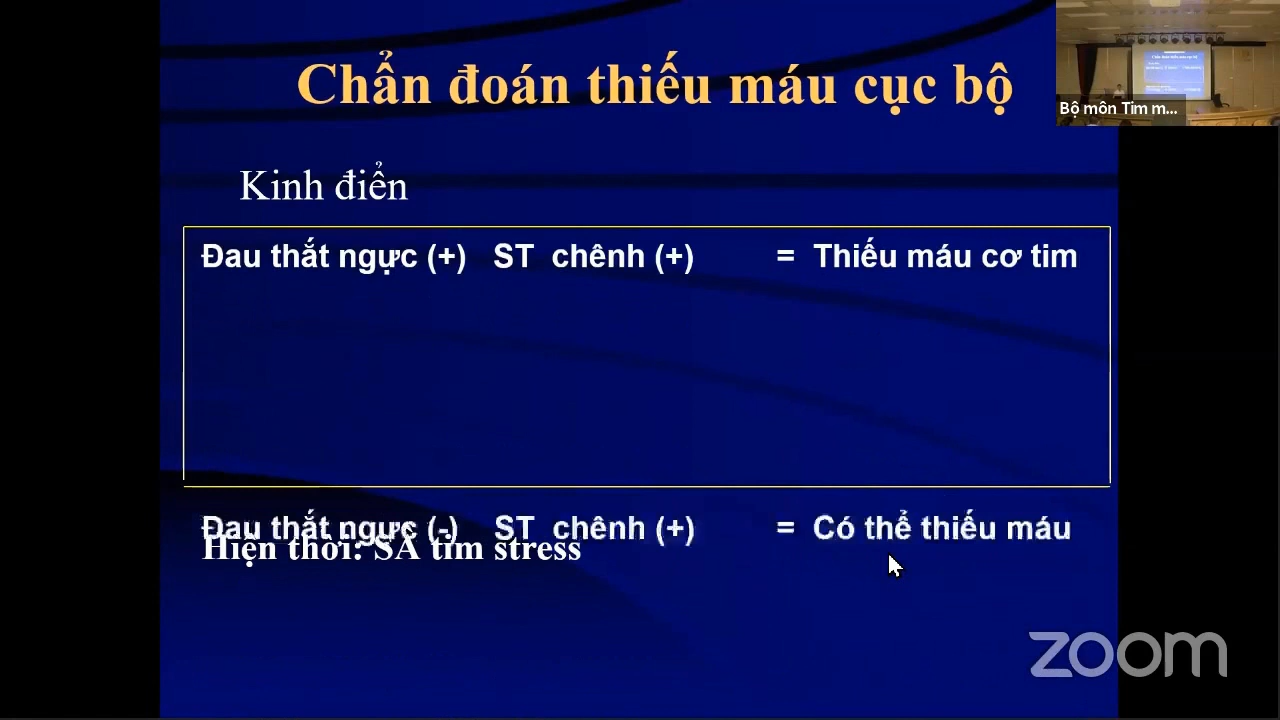 Chẩn đoán thiếu máu cục bộ
Bộ môn Tim m...
Kinh điển
Đau thắt ngực (+) ST chênh (+) = Thiếu máu cơ tim
Đau thắt ngực (-) ST chênh (+) = Có thể thiếu máu
Hiện thời: SÂ tim stress
zoom